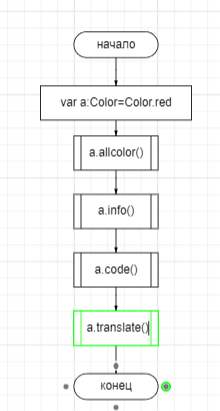 начало
var a:Color=Color.red
a.allcolor()
a.info()
a.code()
a.translate()
конец